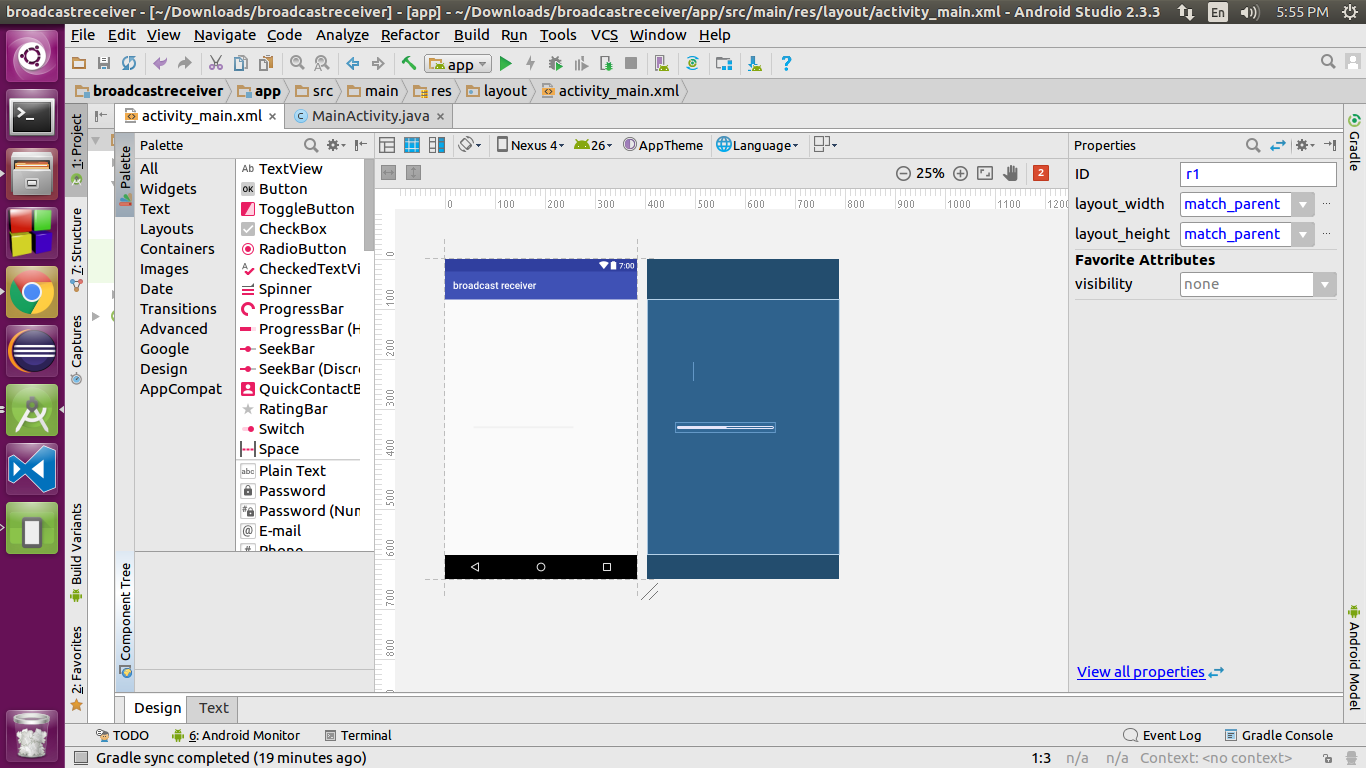 broadcastreceiver - [~/Downloads/broadcastreceiver] - [app] - ~/Downloads/broadcastreceiver/app/src/main/res/layout/activity_main.xml - Android Studio 2.3.3
En
5:55 PM
File Edit View Navigate Code Analyze Refactor Build Run Tools VCS Window Help
app
broadcastreceiver app src main res layout activity_main.xml
activity_main.xml × MainActivity.java ×
1: Project
7: Structure
Captures
Build Variants
2: Favorites
Palette
Component Tree
Palette
All
Widgets
Text
Layouts
Containers
Images
Date
Transitions
Advanced
Google
Design
AppCompat
Ab TextView
OK Button
ToggleButton
CheckBox
RadioButton
CheckedTextVi
Spinner
ProgressBar
ProgressBar (H
SeekBar
SeekBar (Discr
QuickContactB
RatingBar
Switch
Space
abc Plain Text
Password
Password (Nun
@ E-mail
Phone
Nexus 4 26 AppTheme Language
25%
2
0 100 200 300 400 500 600 700 800 900 1000 1100 1200
0
100
200
300
400
500
600
700
800
900
7:00
broadcast receiver
Properties
ID r1
layout_width match_parent ...
layout_height match_parent ...
Favorite Attributes
visibility none
View all properties
Gradle
Android Model
Design Text
TODO 6: Android Monitor Terminal Event Log Gradle Console
Gradle sync completed (19 minutes ago) 1:3 n/a n/a Context: <no context>